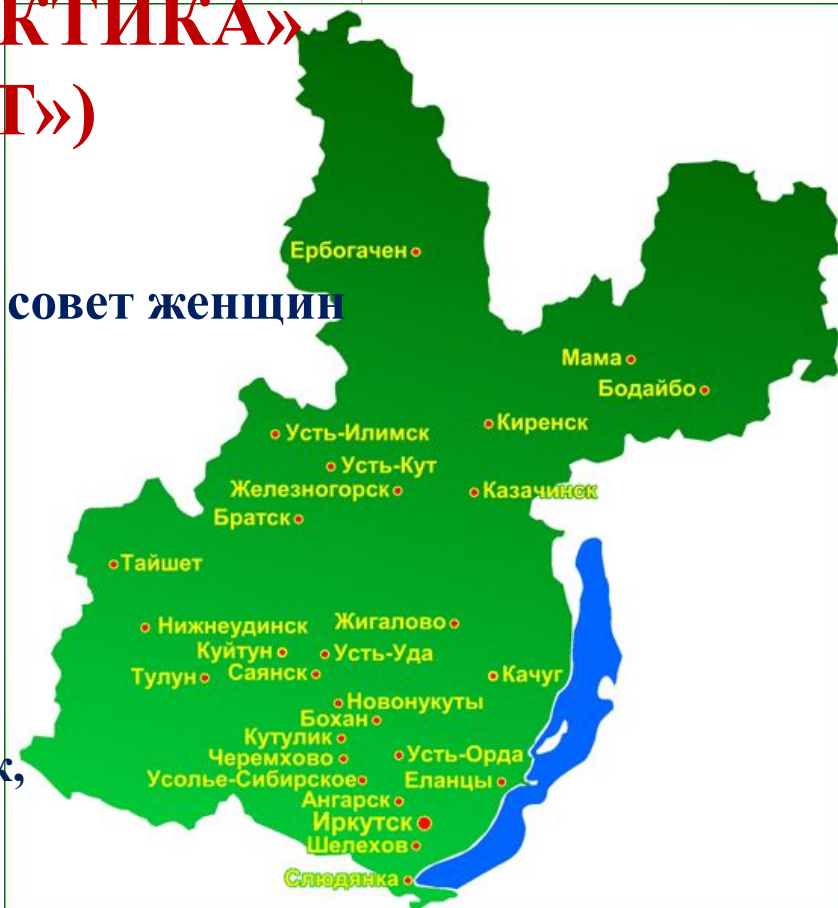 КТИКА»
Т»)
Ербогачен
совет женщин
Мама
Бодайбо
Киренск
Усть-Илимск
Усть-Кут
Железногорск
Казачинск
Братск
Тайшет
Жигалово
Нижнеудинск
Куйтун
Усть-Уда
Тулун
Саянск
Качуг
Новонукуты
Бохан
Кутулик
Усть-Орда
Черемхово
Усолье-Сибирское
Еланцы
к,
Ангарск
Иркутск
Шелехов
Слюдянка